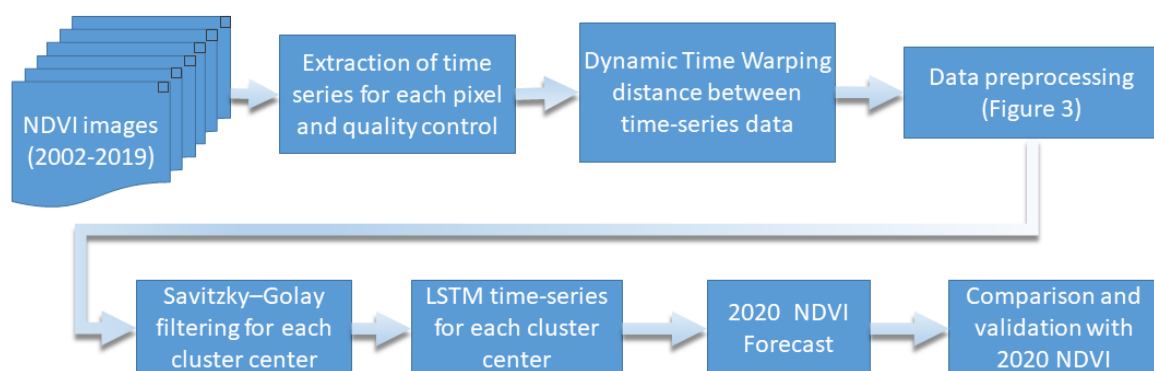 NDVI images
(2002-2019)
Extraction of time
series for each pixel
and quality control
Dynamic Time Warping
distance between
time-series data
Data preprocessing
(Figure 3)
Savitzky–Golay
filtering for each
cluster center
LSTM time-series
for each cluster
center
2020 NDVI
Forecast
Comparison and
validation with
2020 NDVI